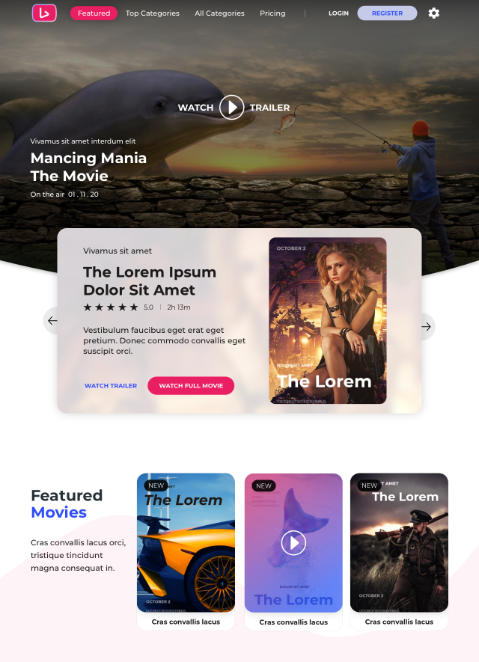 Featured Top Categories All Categories Pricing LOGIN REGISTER
WATCH TRAILER
Vivamus sit amet interdum elit
Mancing Mania
The Movie
On the air 01 . 11 . 20
Vivamus sit amet
The Lorem Ipsum
Dolor Sit Amet
5.0 | 2h 13m
Vestibulum faucibus eget erat eget
pretium. Donec commodo convallis eget
suscipit orci.
WATCH TRAILER WATCH FULL MOVIE
OCTOBER 2
The Lorem
Featured
Movies
Cras convallis lacus orci,
tristique tincidunt
magna consequat in.
NEW
The Lorem
OCTOBER 2
Cras convallis lacus
NEW
The Lorem
Cras convallis lacus
NEW
The Lorem
OCTOBER 2
Cras convallis lacus